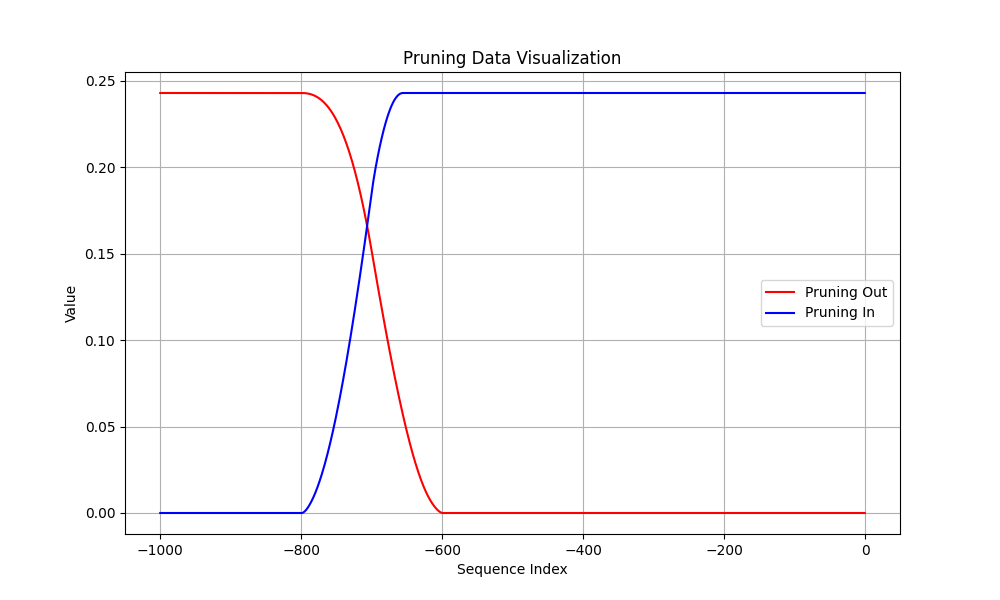 Pruning Data Visualization
0.25
0.20
0.15
0.10
0.05
0.00
Value
Pruning Out
Pruning In
−1000 −800 −600 −400 −200 0
Sequence Index